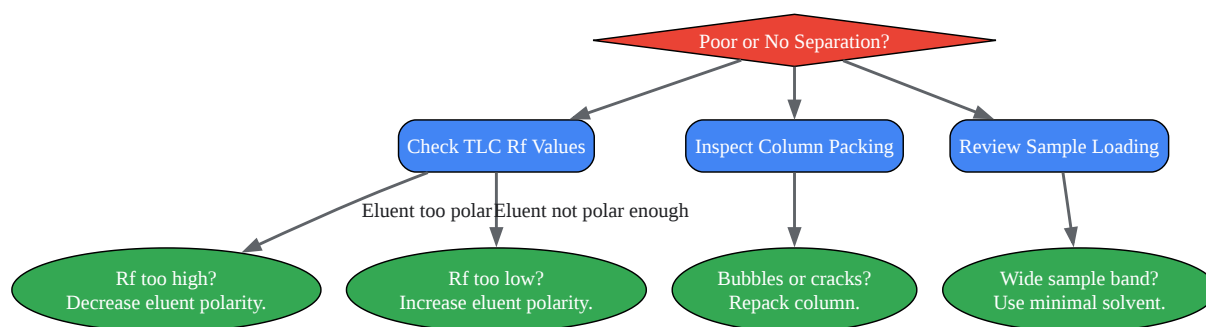 Poor or No Separation?
Check TLC Rf Values
Inspect Column Packing
Review Sample Loading
Eluent too polar
Eluent not polar enough
Rf too high?
Decrease eluent polarity.
Rf too low?
Increase eluent polarity.
Bubbles or cracks?
Repack column.
Wide sample band?
Use minimal solvent.